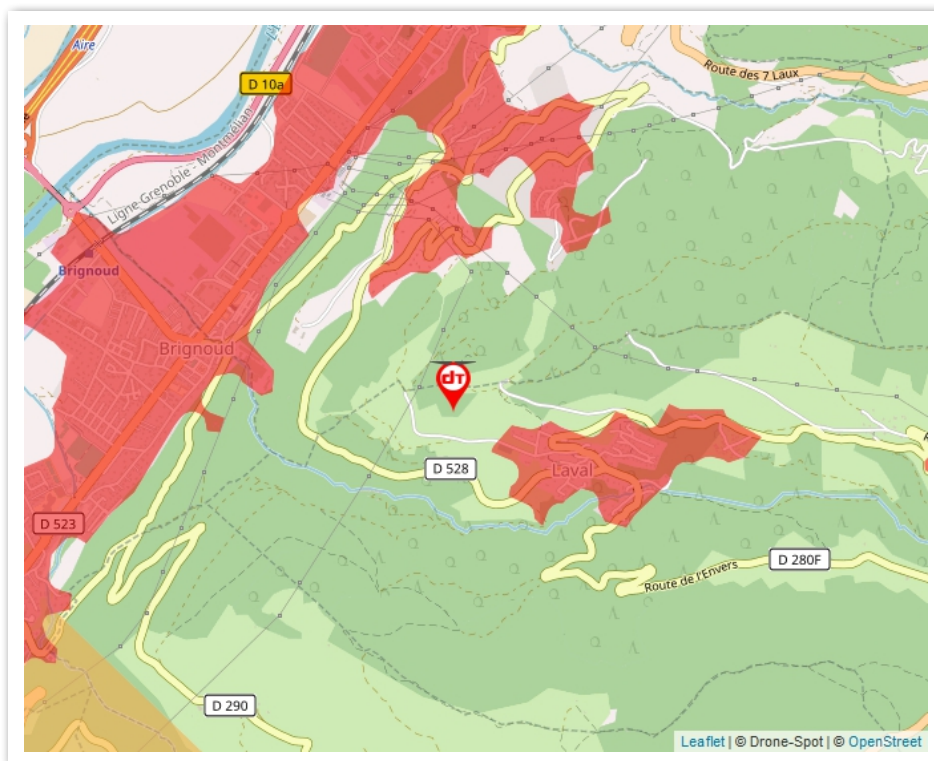 Aire
D 10a
Route des 7 Laux
Ligne Grenoble - Montmélian
Brignoud
Brignoud
dT
D 528
Laval
D 523
D 280F
Route de l'Envers
D 290
Leaflet | © Drone-Spot | © OpenStreet